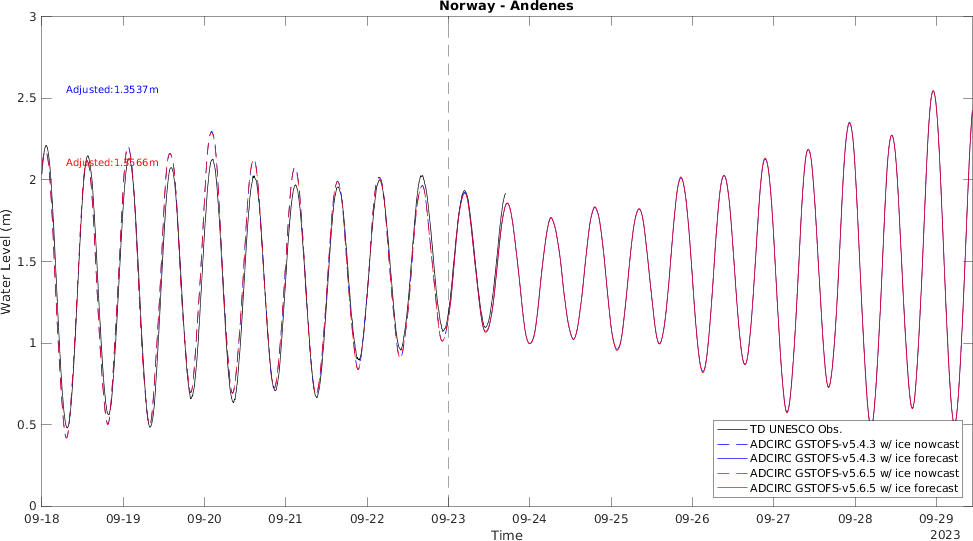 Norway - Andenes
3
2.5
2
1.5
1
0.5
0
Water Level (m)
Adjusted:1.3537m
Adjusted:1.3566m
TD UNESCO Obs.
ADCIRC GSTOFS-v5.4.3 w/ ice nowcast
ADCIRC GSTOFS-v5.4.3 w/ ice forecast
ADCIRC GSTOFS-v5.6.5 w/ ice nowcast
ADCIRC GSTOFS-v5.6.5 w/ ice forecast
09-18 09-19 09-20 09-21 09-22 09-23 09-24 09-25 09-26 09-27 09-28 09-29
Time
2023